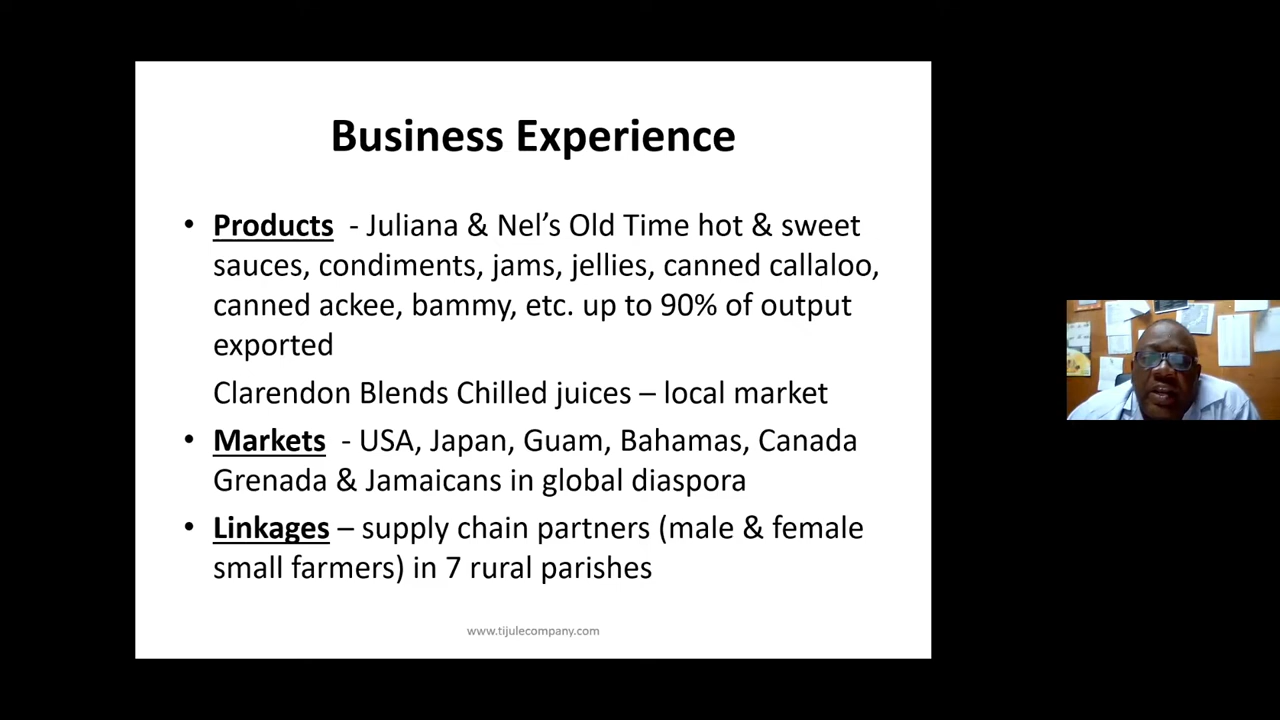 Business Experience
• Products - Juliana & Nel’s Old Time hot & sweet
sauces, condiments, jams, jellies, canned callaloo,
canned ackee, bammy, etc. up to 90% of output
exported
Clarendon Blends Chilled juices – local market
• Markets - USA, Japan, Guam, Bahamas, Canada
Grenada & Jamaicans in global diaspora
• Linkages – supply chain partners (male & female
small farmers) in 7 rural parishes
www.tijulecompany.com